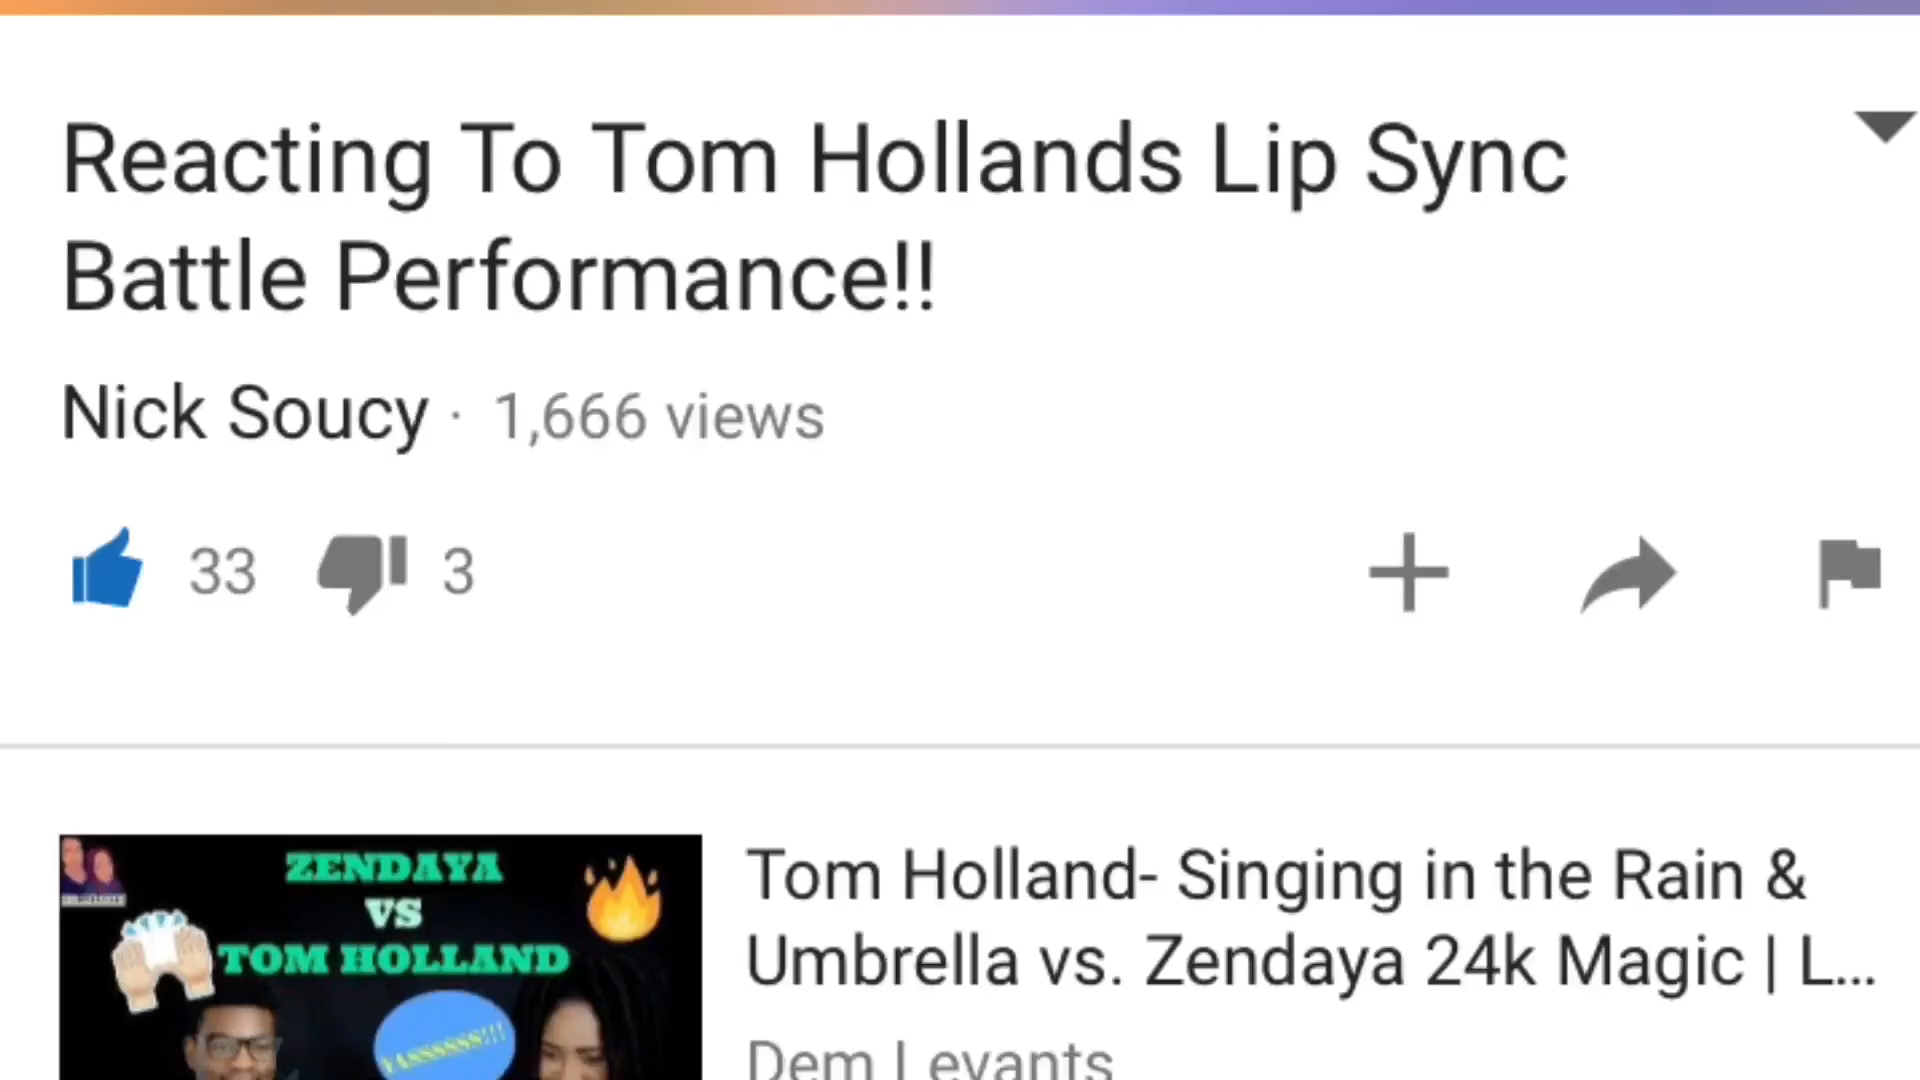 Reacting To Tom Hollands Lip Sync
Battle Performance!!
Nick Soucy · 1,666 views
33 3
ZENDAYA
VS
TOM HOLLAND
YASSSSSS!!!
Tom Holland- Singing in the Rain &
Umbrella vs. Zendaya 24k Magic | L...
Dem Levants